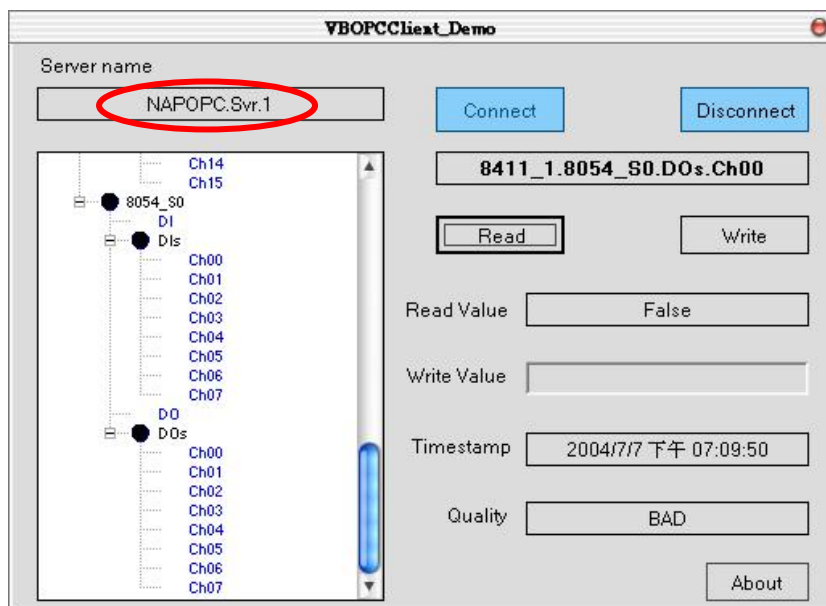 VBOPCClient_Demo
Server name
NAPOPC.Svr.1
Connect
Disconnect
8411_1.8054_S0.DOs.Ch00
Read
Write
Read Value
False
Write Value
Timestamp
2004/7/7 下午 07:09:50
Quality
BAD
About
Ch14
Ch15
8054_S0
DI
DIs
Ch00
Ch01
Ch02
Ch03
Ch04
Ch05
Ch06
Ch07
DO
DOs
Ch00
Ch01
Ch02
Ch03
Ch04
Ch05
Ch06
Ch07